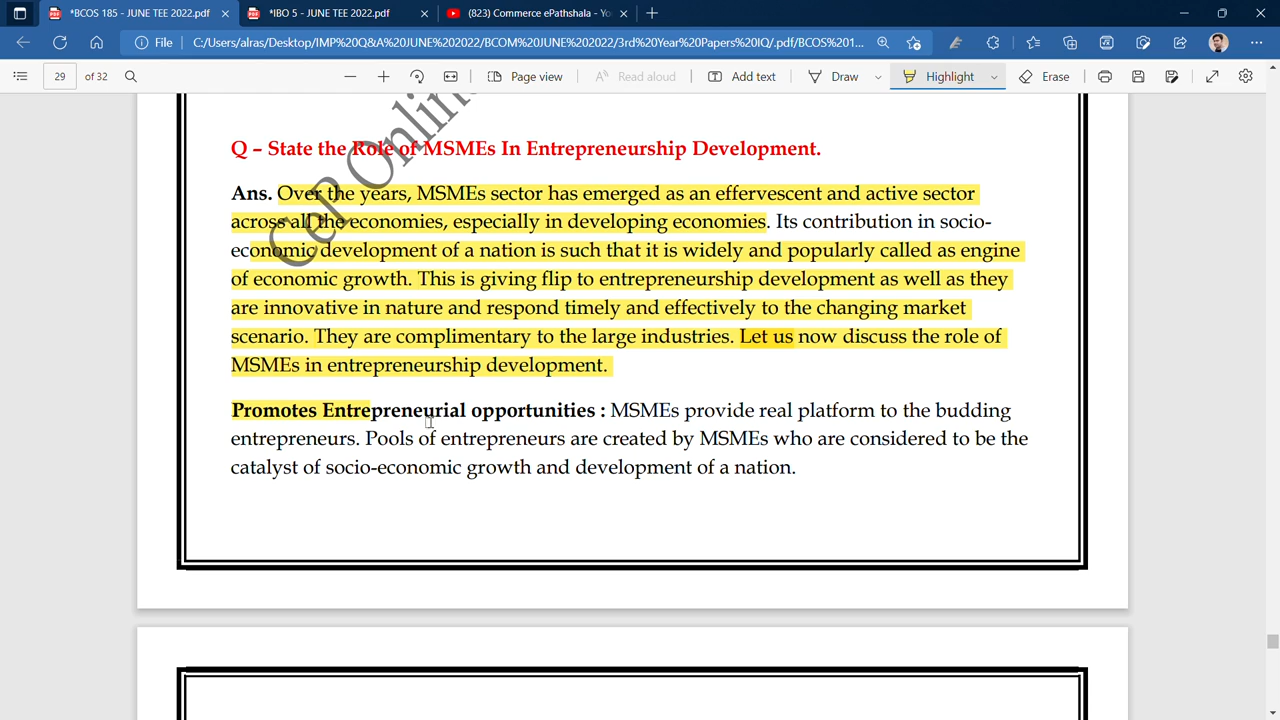 *BCOS 185 - JUNE TEE 2022.pdf
*IBO 5 - JUNE TEE 2022.pdf
(823) Commerce ePathshala - Yo
File
C:/Users/alras/Desktop/IMP%20Q&A%20JUNE%202022/BCOM%20JUNE%202022/3rd%20Year%20Papers%20IQ/.pdf/BCOS%201...
29 of 32
Page view
Read aloud
Add text
Draw
Highlight
Erase
CeP Online
Q – State the Role of MSMEs In Entrepreneurship Development.
Ans. Over the years, MSMEs sector has emerged as an effervescent and active sector
across all the economies, especially in developing economies. Its contribution in socio-
economic development of a nation is such that it is widely and popularly called as engine
of economic growth. This is giving flip to entrepreneurship development as well as they
are innovative in nature and respond timely and effectively to the changing market
scenario. They are complimentary to the large industries. Let us now discuss the role of
MSMEs in entrepreneurship development.
Promotes Entrepreneurial opportunities : MSMEs provide real platform to the budding
entrepreneurs. Pools of entrepreneurs are created by MSMEs who are considered to be the
catalyst of socio-economic growth and development of a nation.